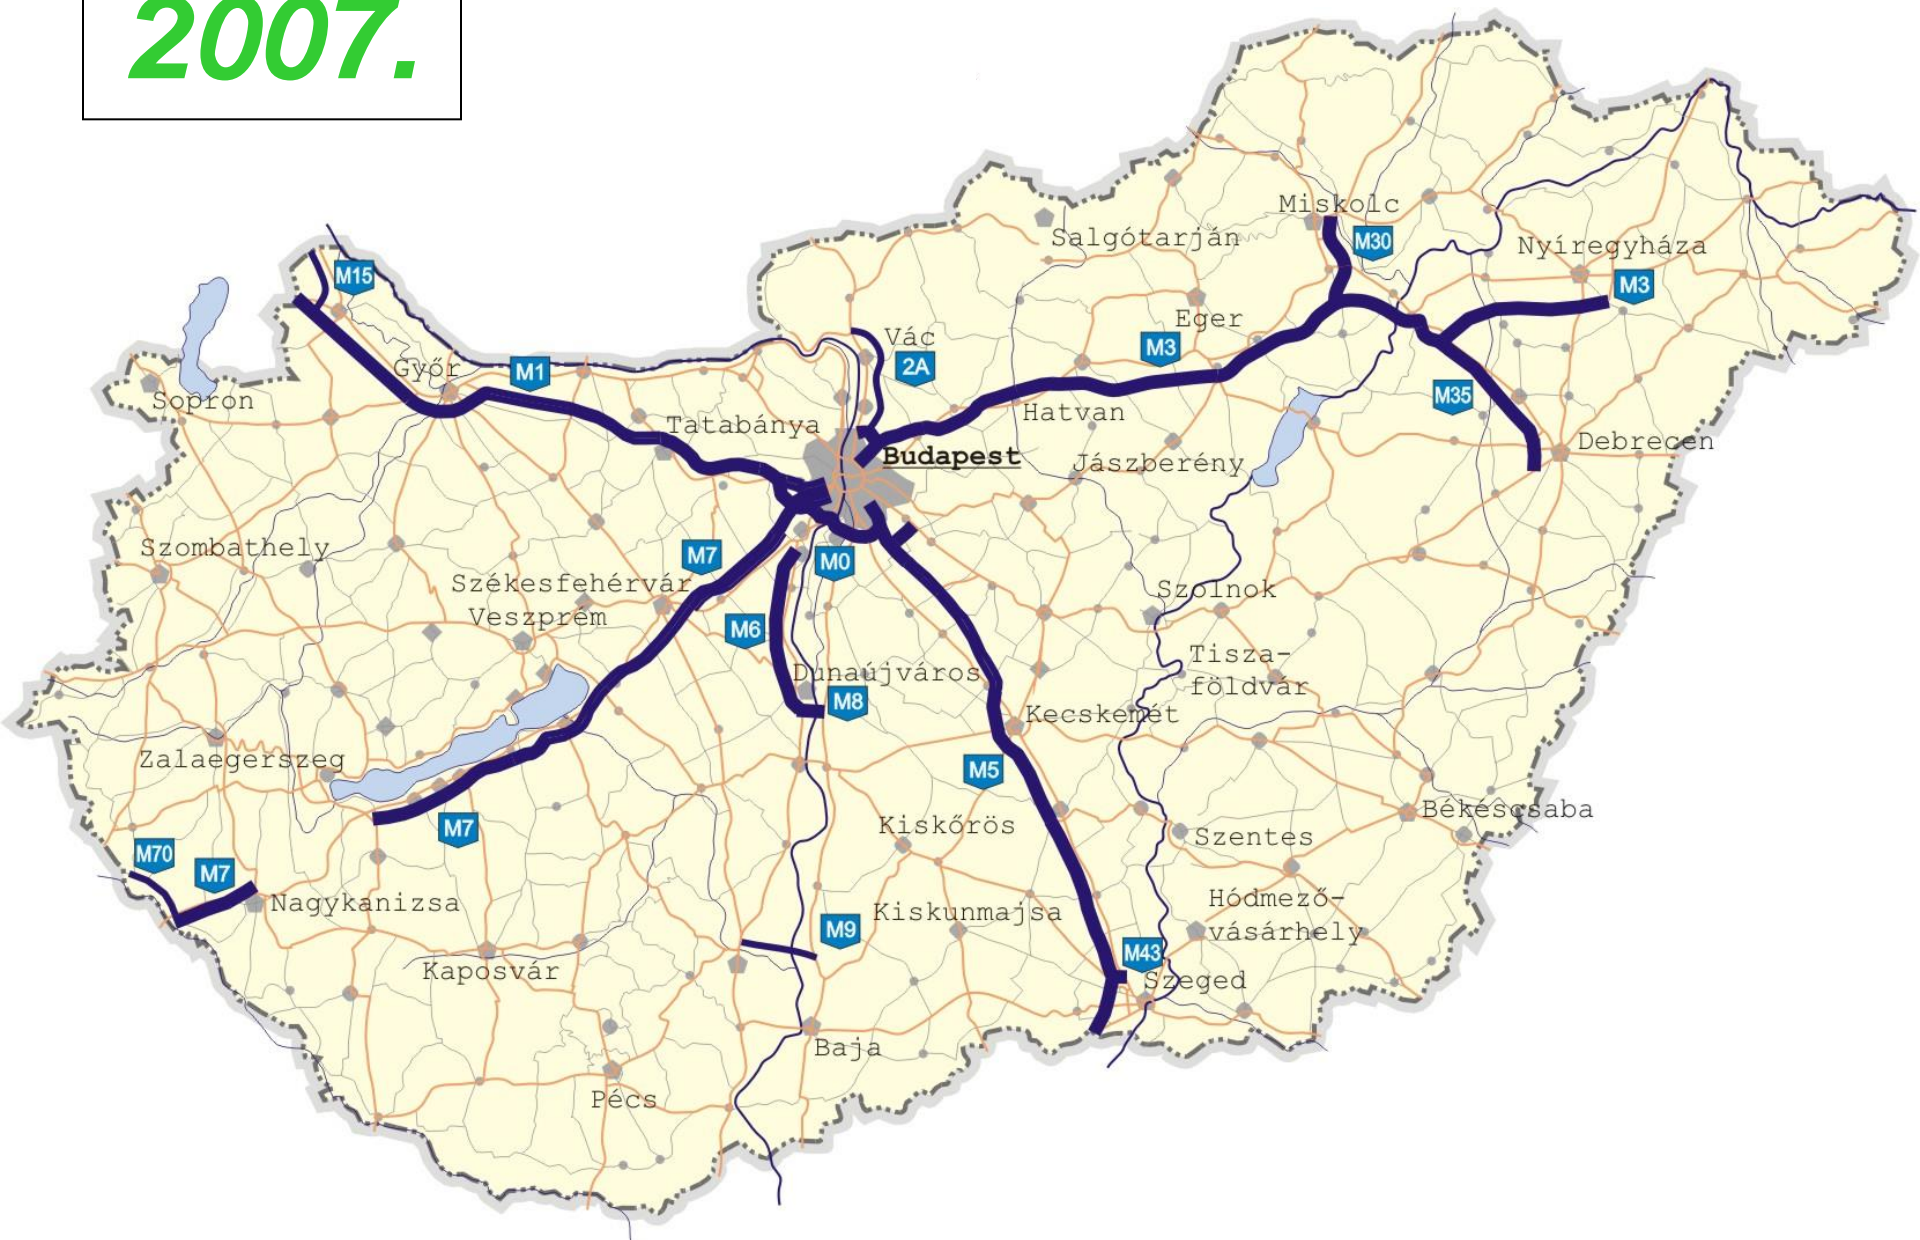 2007.
Miskolc
Salgótarján
M30
Nyíregyháza
M15
M3
Eger
Vác
M3
2A
Győr
M1
Sopron
M35
Hatvan
Tatabánya
Debrecen
Budapest
Jászberény
Szombathely
M7
M0
Székesfehérvár
Szolnok
Veszprém
M6
Tisza-
földvár
Dunaújváros
M8
Kecskemét
Zalaegerszeg
M5
Békéscsaba
M7
Kiskőrös
Szentes
M70
M7
Nagykanizsa
Hódmező-
vásárhely
Kiskunmajsa
M9
M43
Kaposvár
Szeged
Baja
Pécs